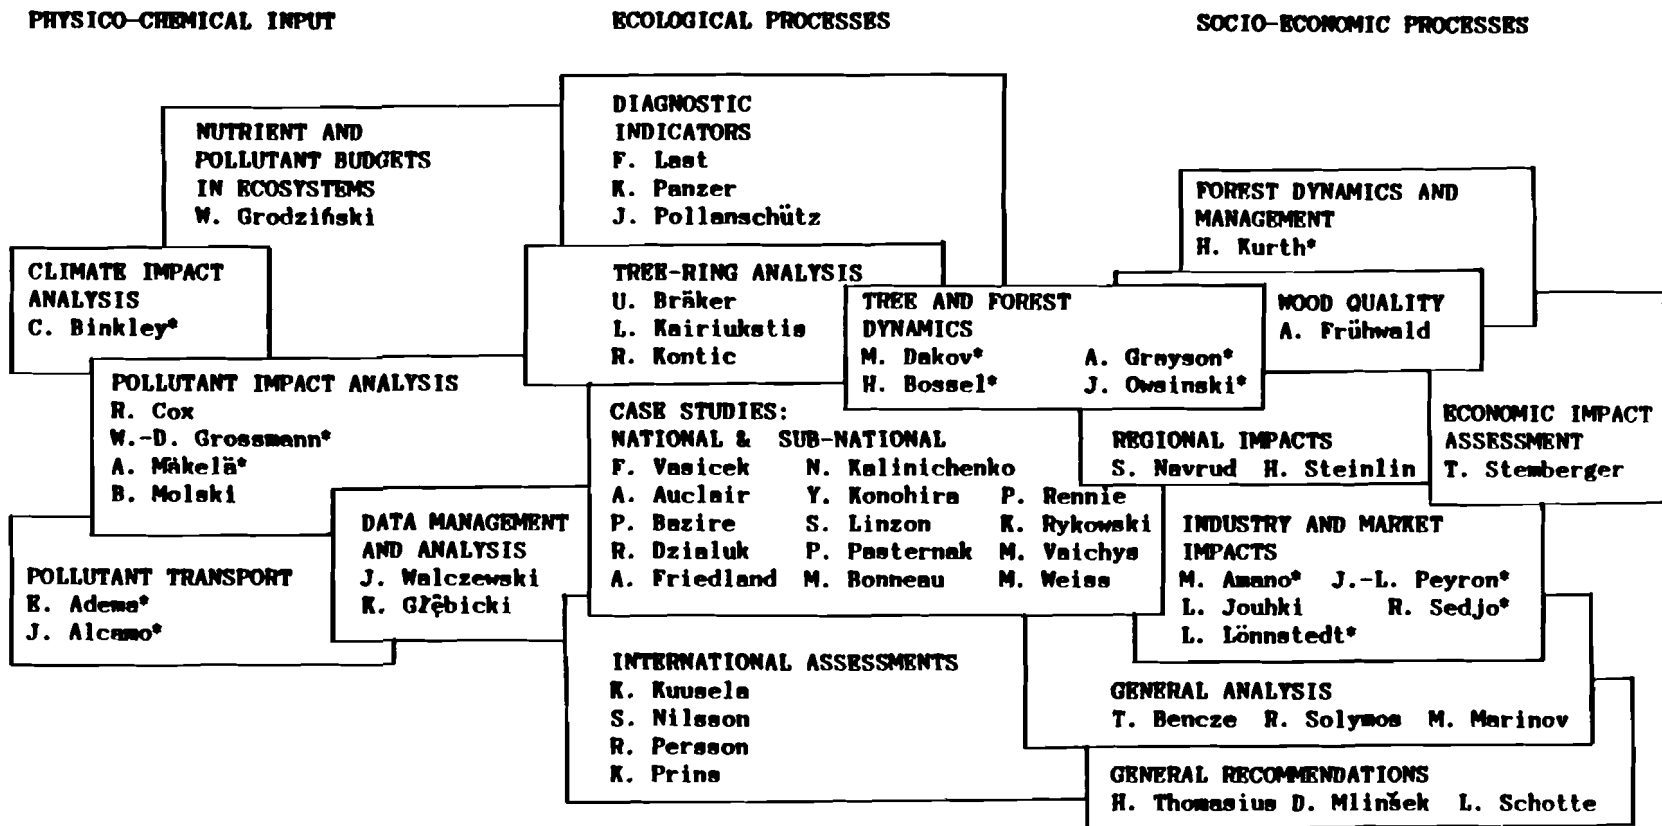 PHYSICO-CHEMICAL INPUT
ECOLOGICAL PROCESSES
SOCIO-ECONOMIC PROCESSES
NUTRIENT AND
POLLUTANT BUDGETS
IN ECOSYSTEMS
W. Grodziński
CLIMATE IMPACT
ANALYSIS
C. Binkley*
POLLUTANT IMPACT ANALYSIS
R. Cox
W.-D. Grossmann*
A. Mäkelä*
B. Molski
POLLUTANT TRANSPORT
E. Adema*
J. Alcamo*
DATA MANAGEMENT
AND ANALYSIS
J. Walczewski
K. Głębicki
DIAGNOSTIC
INDICATORS
F. Last
K. Panzer
J. Pollanschütz
TREE-RING ANALYSIS
U. Bräker
L. Kairiukstis
R. Kontic
TREE AND FOREST
DYNAMICS
M. Dakov* A. Grayson*
H. Bossel* J. Owsinski*
CASE STUDIES:
NATIONAL & SUB-NATIONAL
F. Vasicek N. Kalinichenko
A. Auclair Y. Konohira P. Rennie
P. Bazire S. Linzon K. Rykowski
R. Dzialuk P. Pasternak M. Vaichys
A. Friedland M. Bonneau M. Weiss
INTERNATIONAL ASSESSMENTS
K. Kuusela
S. Nilsson
R. Persson
K. Prins
FOREST DYNAMICS AND
MANAGEMENT
H. Kurth*
WOOD QUALITY
A. Frühwald
ECONOMIC IMPACT
ASSESSMENT
T. Stemberger
REGIONAL IMPACTS
S. Navrud H. Steinlin
INDUSTRY AND MARKET
IMPACTS
M. Amano* J.-L. Peyron*
L. Jouhki R. Sedjo*
L. Lönnstedt*
GENERAL ANALYSIS
T. Bencze R. Solymos M. Marinov
GENERAL RECOMMENDATIONS
H. Thomasius D. Mlinšek L. Schotte